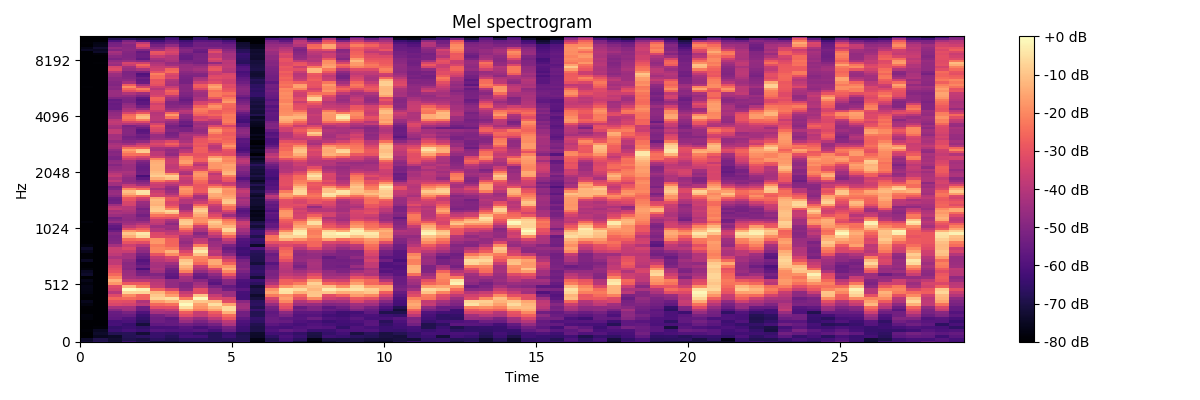 Mel spectrogram
Hz
8192
4096
2048
1024
512
0
0 5 10 15 20 25
Time
+0 dB
-10 dB
-20 dB
-30 dB
-40 dB
-50 dB
-60 dB
-70 dB
-80 dB